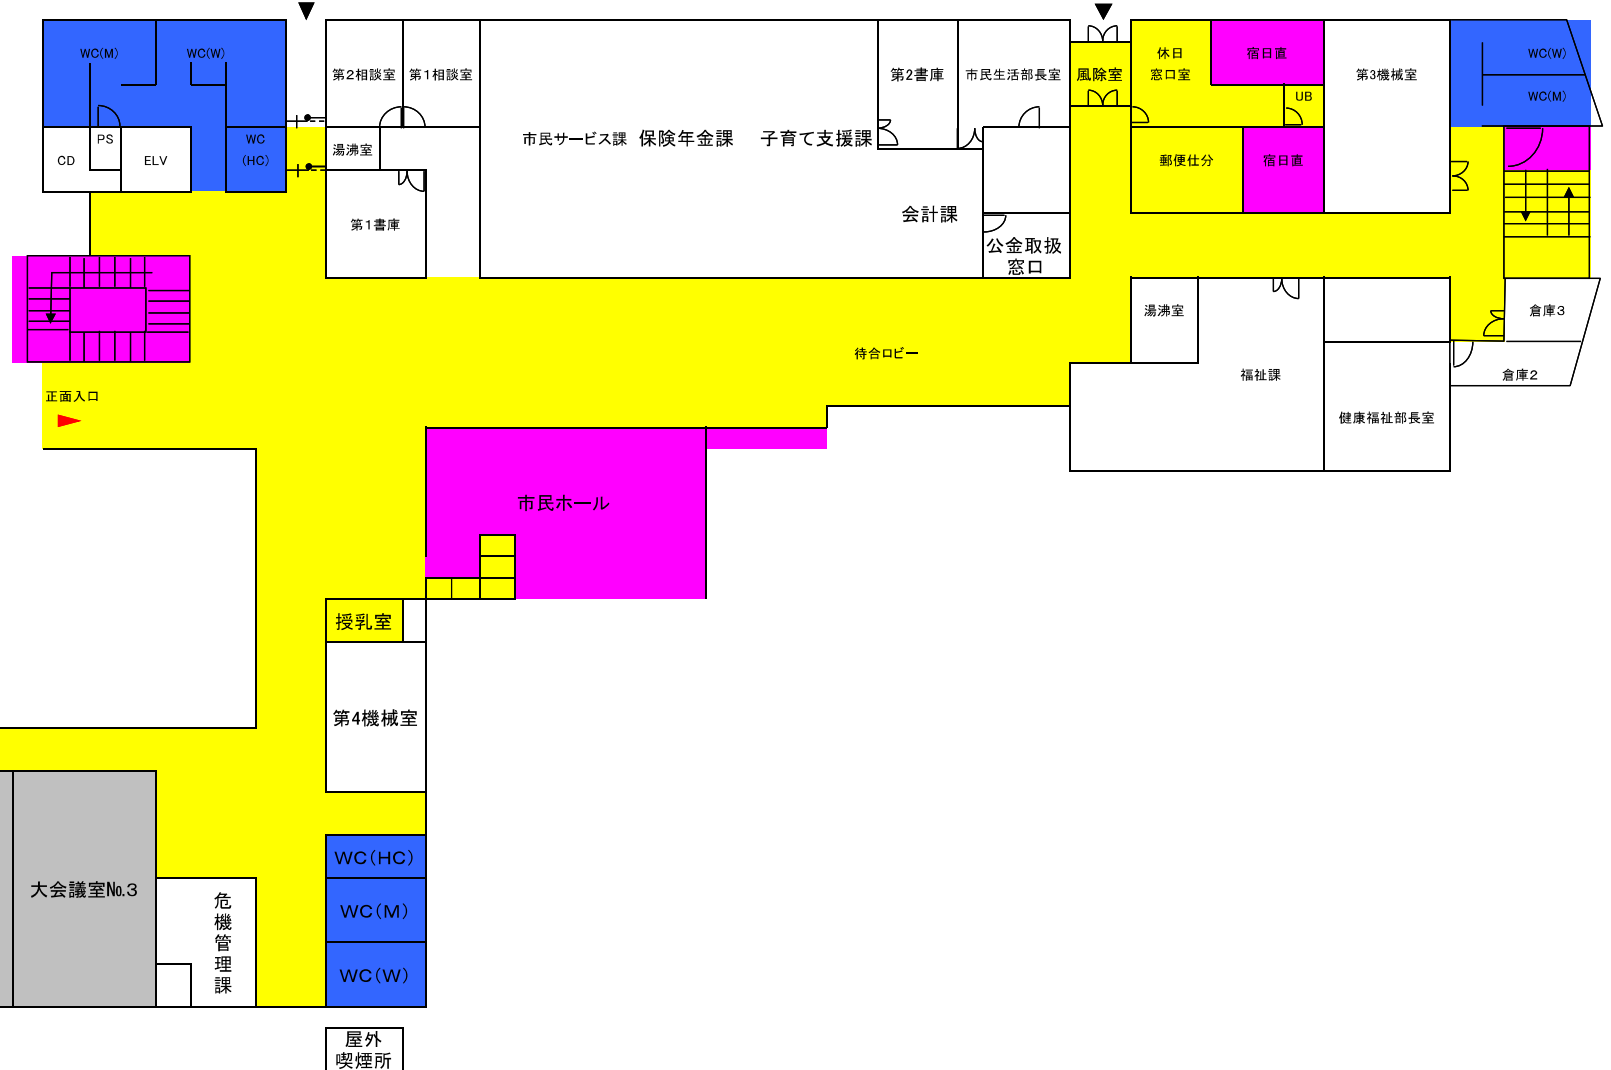 WC(M)
WC(W)
PS
CD
ELV
WC
(HC)
第2相談室
第1相談室
湯沸室
第1書庫
市民サービス課
保険年金課
子育て支援課
会計課
第2書庫
市民生活部長室
公金取扱
窓口
風除室
休日
窓口室
宿日直
UB
郵便仕分
宿日直
第3機械室
WC(W)
WC(M)
湯沸室
福祉課
健康福祉部長室
倉庫3
倉庫2
待合ロビー
正面入口
市民ホール
授乳室
第4機械室
WC(HC)
WC(M)
WC(W)
大会議室№.3
危機管理課
屋外
喫煙所